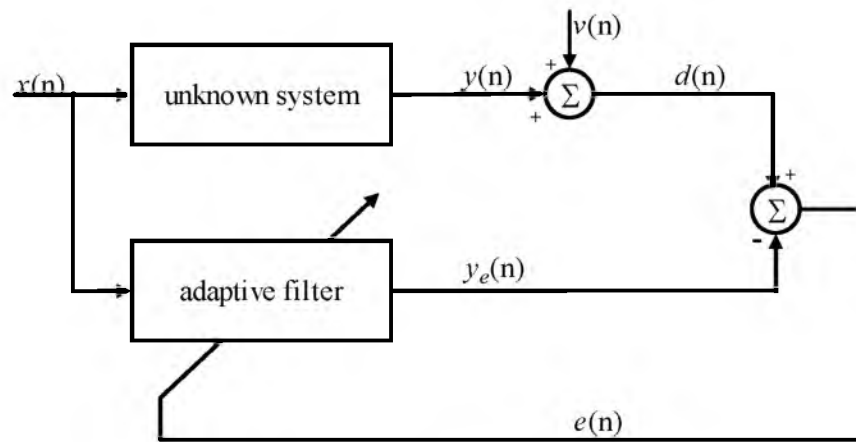 v(n)
r(n)
unknown system
y(n)
+
+
Σ
d(n)
+
Σ
-
adaptive filter
y_e(n)
e(n)